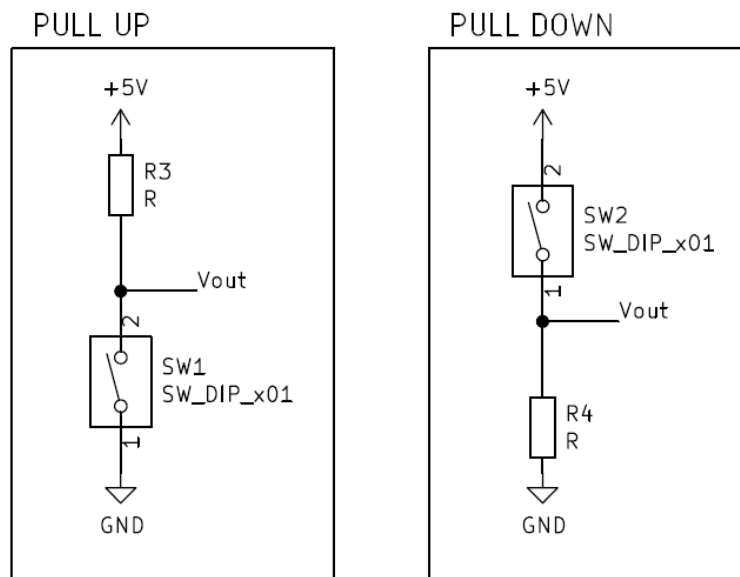 PULL UP
+5V
R3
R
Vout
2
SW1
SW_DIP_x01
1
GND
PULL DOWN
+5V
2
SW2
SW_DIP_x01
1
Vout
R4
R
GND